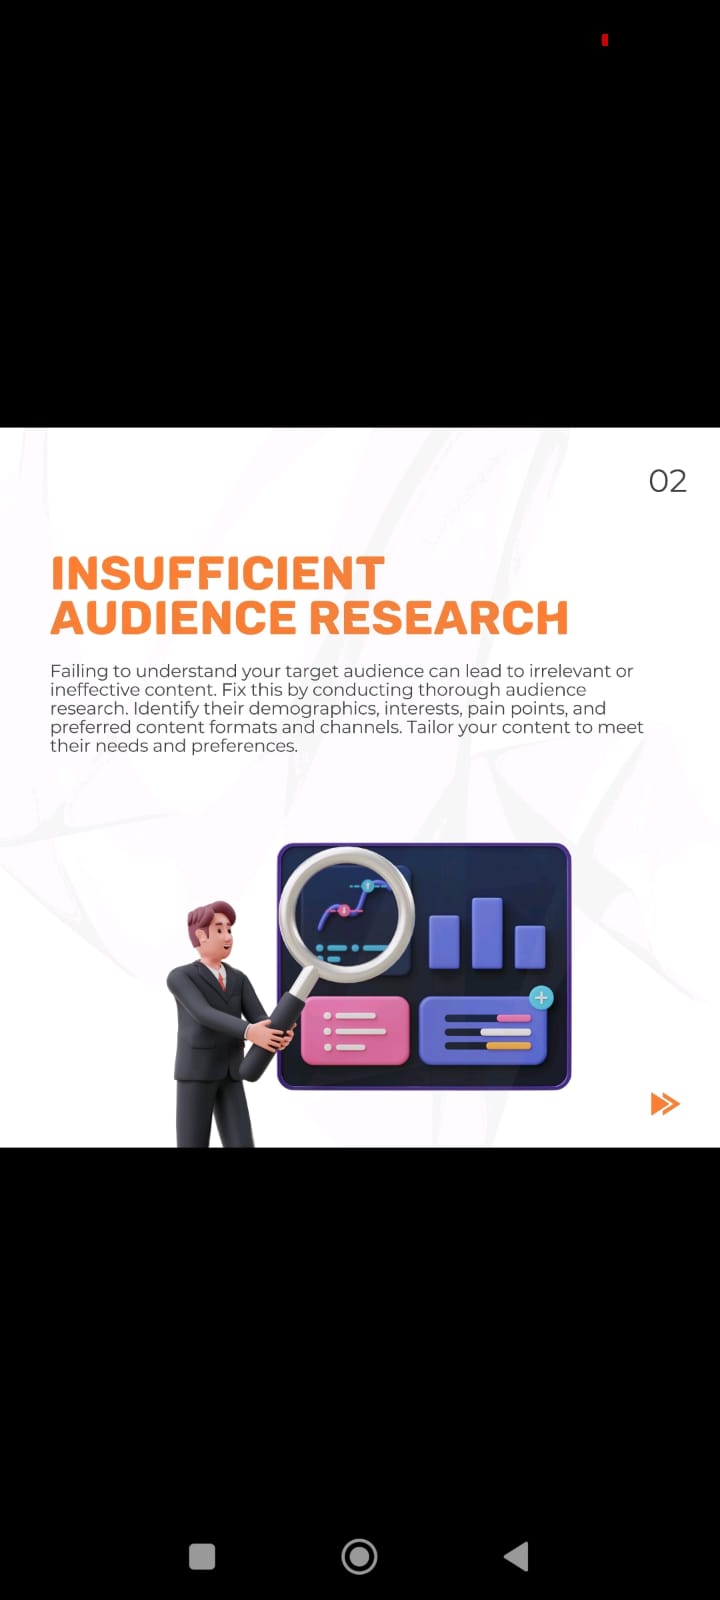 02
INSUFFICIENT
AUDIENCE RESEARCH
Failing to understand your target audience can lead to irrelevant or
ineffective content. Fix this by conducting thorough audience
research. Identify their demographics, interests, pain points, and
preferred content formats and channels. Tailor your content to meet
their needs and preferences.